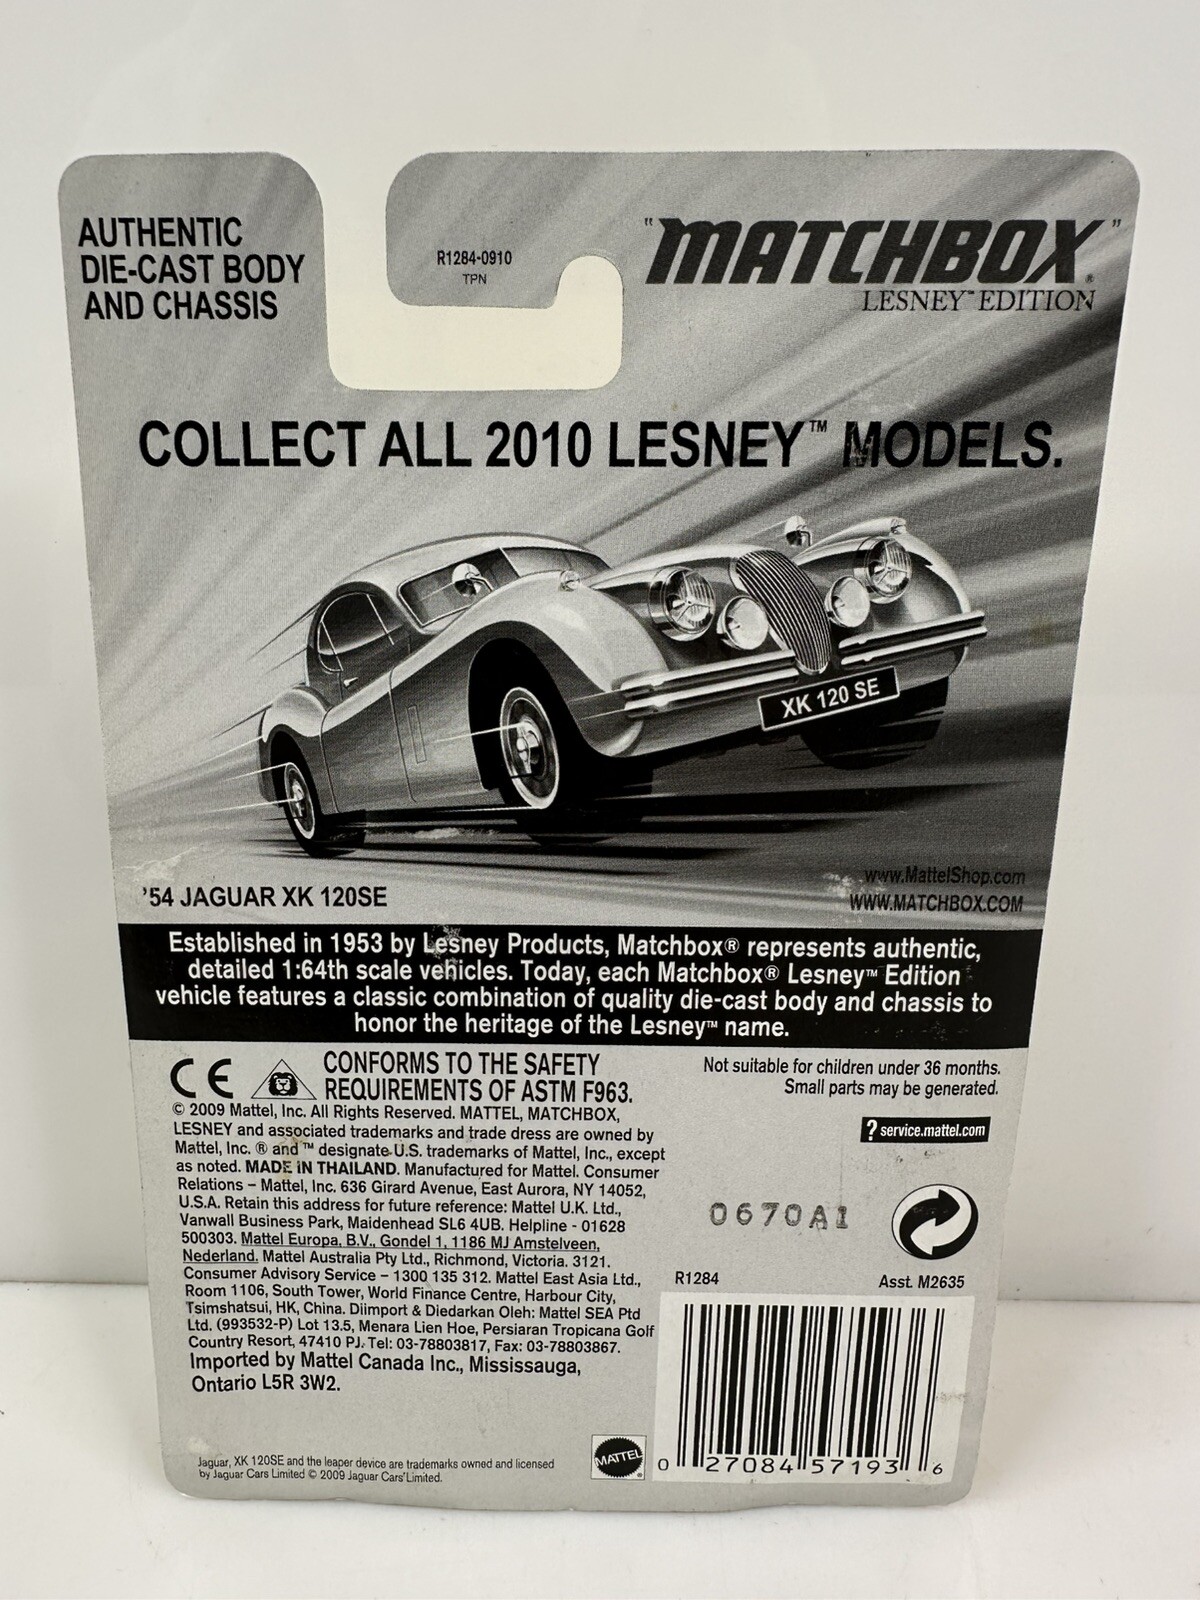 AUTHENTIC
DIE-CAST BODY
AND CHASSIS
R1284-0910
TPN
"MATCHBOX"®
LESNEY™ EDITION
COLLECT ALL 2010 LESNEY™ MODELS.
XK 120 SE
'54 JAGUAR XK 120SE
www.MattelShop.com
WWW.MATCHBOX.COM
Established in 1953 by Lesney Products, Matchbox® represents authentic,
detailed 1:64th scale vehicles. Today, each Matchbox® Lesney™ Edition
vehicle features a classic combination of quality die-cast body and chassis to
honor the heritage of the Lesney™ name.
CE
CONFORMS TO THE SAFETY
REQUIREMENTS OF ASTM F963.
© 2009 Mattel, Inc. All Rights Reserved. MATTEL, MATCHBOX,
LESNEY and associated trademarks and trade dress are owned by
Mattel, Inc. ® and ™ designate U.S. trademarks of Mattel, Inc., except
as noted. MADE IN THAILAND. Manufactured for Mattel. Consumer
Relations – Mattel, Inc. 636 Girard Avenue, East Aurora, NY 14052,
U.S.A. Retain this address for future reference: Mattel U.K. Ltd.,
Vanwall Business Park, Maidenhead SL6 4UB. Helpline - 01628
500303. Mattel Europa, B.V., Gondel 1, 1186 MJ Amstelveen,
Nederland. Mattel Australia Pty Ltd., Richmond, Victoria. 3121.
Consumer Advisory Service – 1300 135 312. Mattel East Asia Ltd.,
Room 1106, South Tower, World Finance Centre, Harbour City,
Tsimshatsui, HK, China. Diimport & Diedarkan Oleh: Mattel SEA Ptd
Ltd. (993532-P) Lot 13.5, Menara Lien Hoe, Persiaran Tropicana Golf
Country Resort, 47410 PJ. Tel: 03-78803817, Fax: 03-78803867.
Imported by Mattel Canada Inc., Mississauga,
Ontario L5R 3W2.
Jaguar, XK 120SE and the leaper device are trademarks owned and licensed
by Jaguar Cars Limited © 2009 Jaguar Cars Limited.
Not suitable for children under 36 months.
Small parts may be generated.
? service.mattel.com
0670A1
R1284
Asst. M2635
MATTEL®
0 27084 57193 6